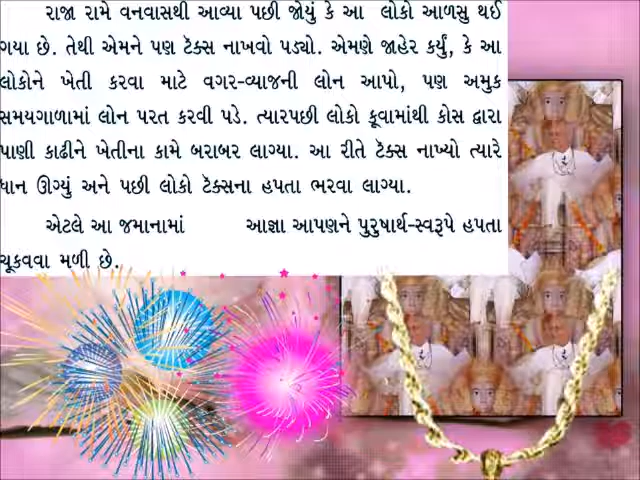 રાજા રામે વનવાસથી આવ્યા પછી જોયું કે આ લોકો આળસુ થઈ
ગયા છે. તેથી એમને પણ ટૅક્સ નાખવો પડ્યો. એમણે જાહેર કર્યું, કે આ
લોકોને ખેતી કરવા માટે વગર-વ્યાજની લોન આપો, પણ અમુક
સમયગાળામાં લોન પરત કરવી પડે. ત્યારપછી લોકો કૂવામાંથી કોસ દ્વારા
પાણી કાઢીને ખેતીના કામે બરાબર લાગ્યા. આ રીતે ટૅક્સ નાખ્યો ત્યારે
ધાન ઊગ્યું અને પછી લોકો ટૅક્સના હપતા ભરવા લાગ્યા.
એટલે આ જમાનામાં આજ્ઞા આપણને પુરુષાર્થ-સ્વરૂપે હપતા
ચૂકવવા મળી છે.